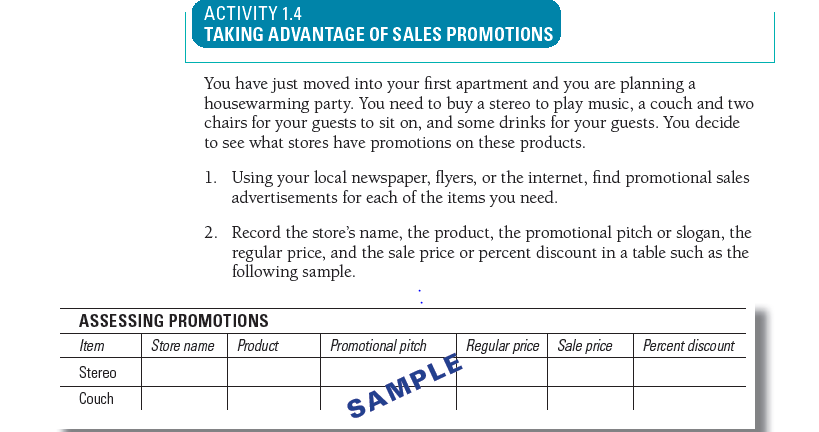 ACTIVITY 1.4
TAKING ADVANTAGE OF SALES PROMOTIONS
You have just moved into your first apartment and you are planning a
housewarming party. You need to buy a stereo to play music, a couch and two
chairs for your guests to sit on, and some drinks for your guests. You decide
to see what stores have promotions on these products.
1. Using your local newspaper, flyers, or the internet, find promotional sales
advertisements for each of the items you need.
2. Record the store's name, the product, the promotional pitch or slogan, the
regular price, and the sale price or percent discount in a table such as the
following sample.
ASSESSING PROMOTIONS
Item Store name Product Promotional pitch Regular price Sale price Percent discount
Stereo
Couch
SAMPLE